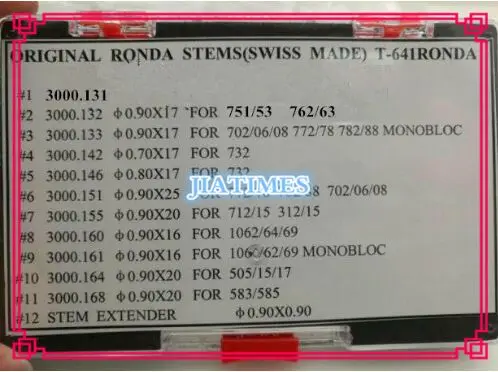 ORIGINAL RONDA STEMS(SWISS MADE) T-641RONDA
#1 3000.131
#2 3000.132 φ0.90X17 FOR 751/53 762/63
#3 3000.133 φ0.90X17 FOR 702/06/08 772/78 782/88 MONOBLOC
#4 3000.142 φ0.70X17 FOR 732
#5 3000.146 φ0.80X17 FOR 732
JIATIMES
#6 3000.151 φ0.90X25 FOR 702/06/08
#7 3000.155 φ0.90X20 FOR 712/15 312/15
#8 3000.160 φ0.90X16 FOR 1062/64/69
#9 3000.161 φ0.90X16 FOR 1060/62/69 MONOBLOC
#10 3000.164 φ0.90X20 FOR 505/15/17
#11 3000.168 φ0.90X20 FOR 583/585
#12 STEM EXTENDER φ0.90X0.90